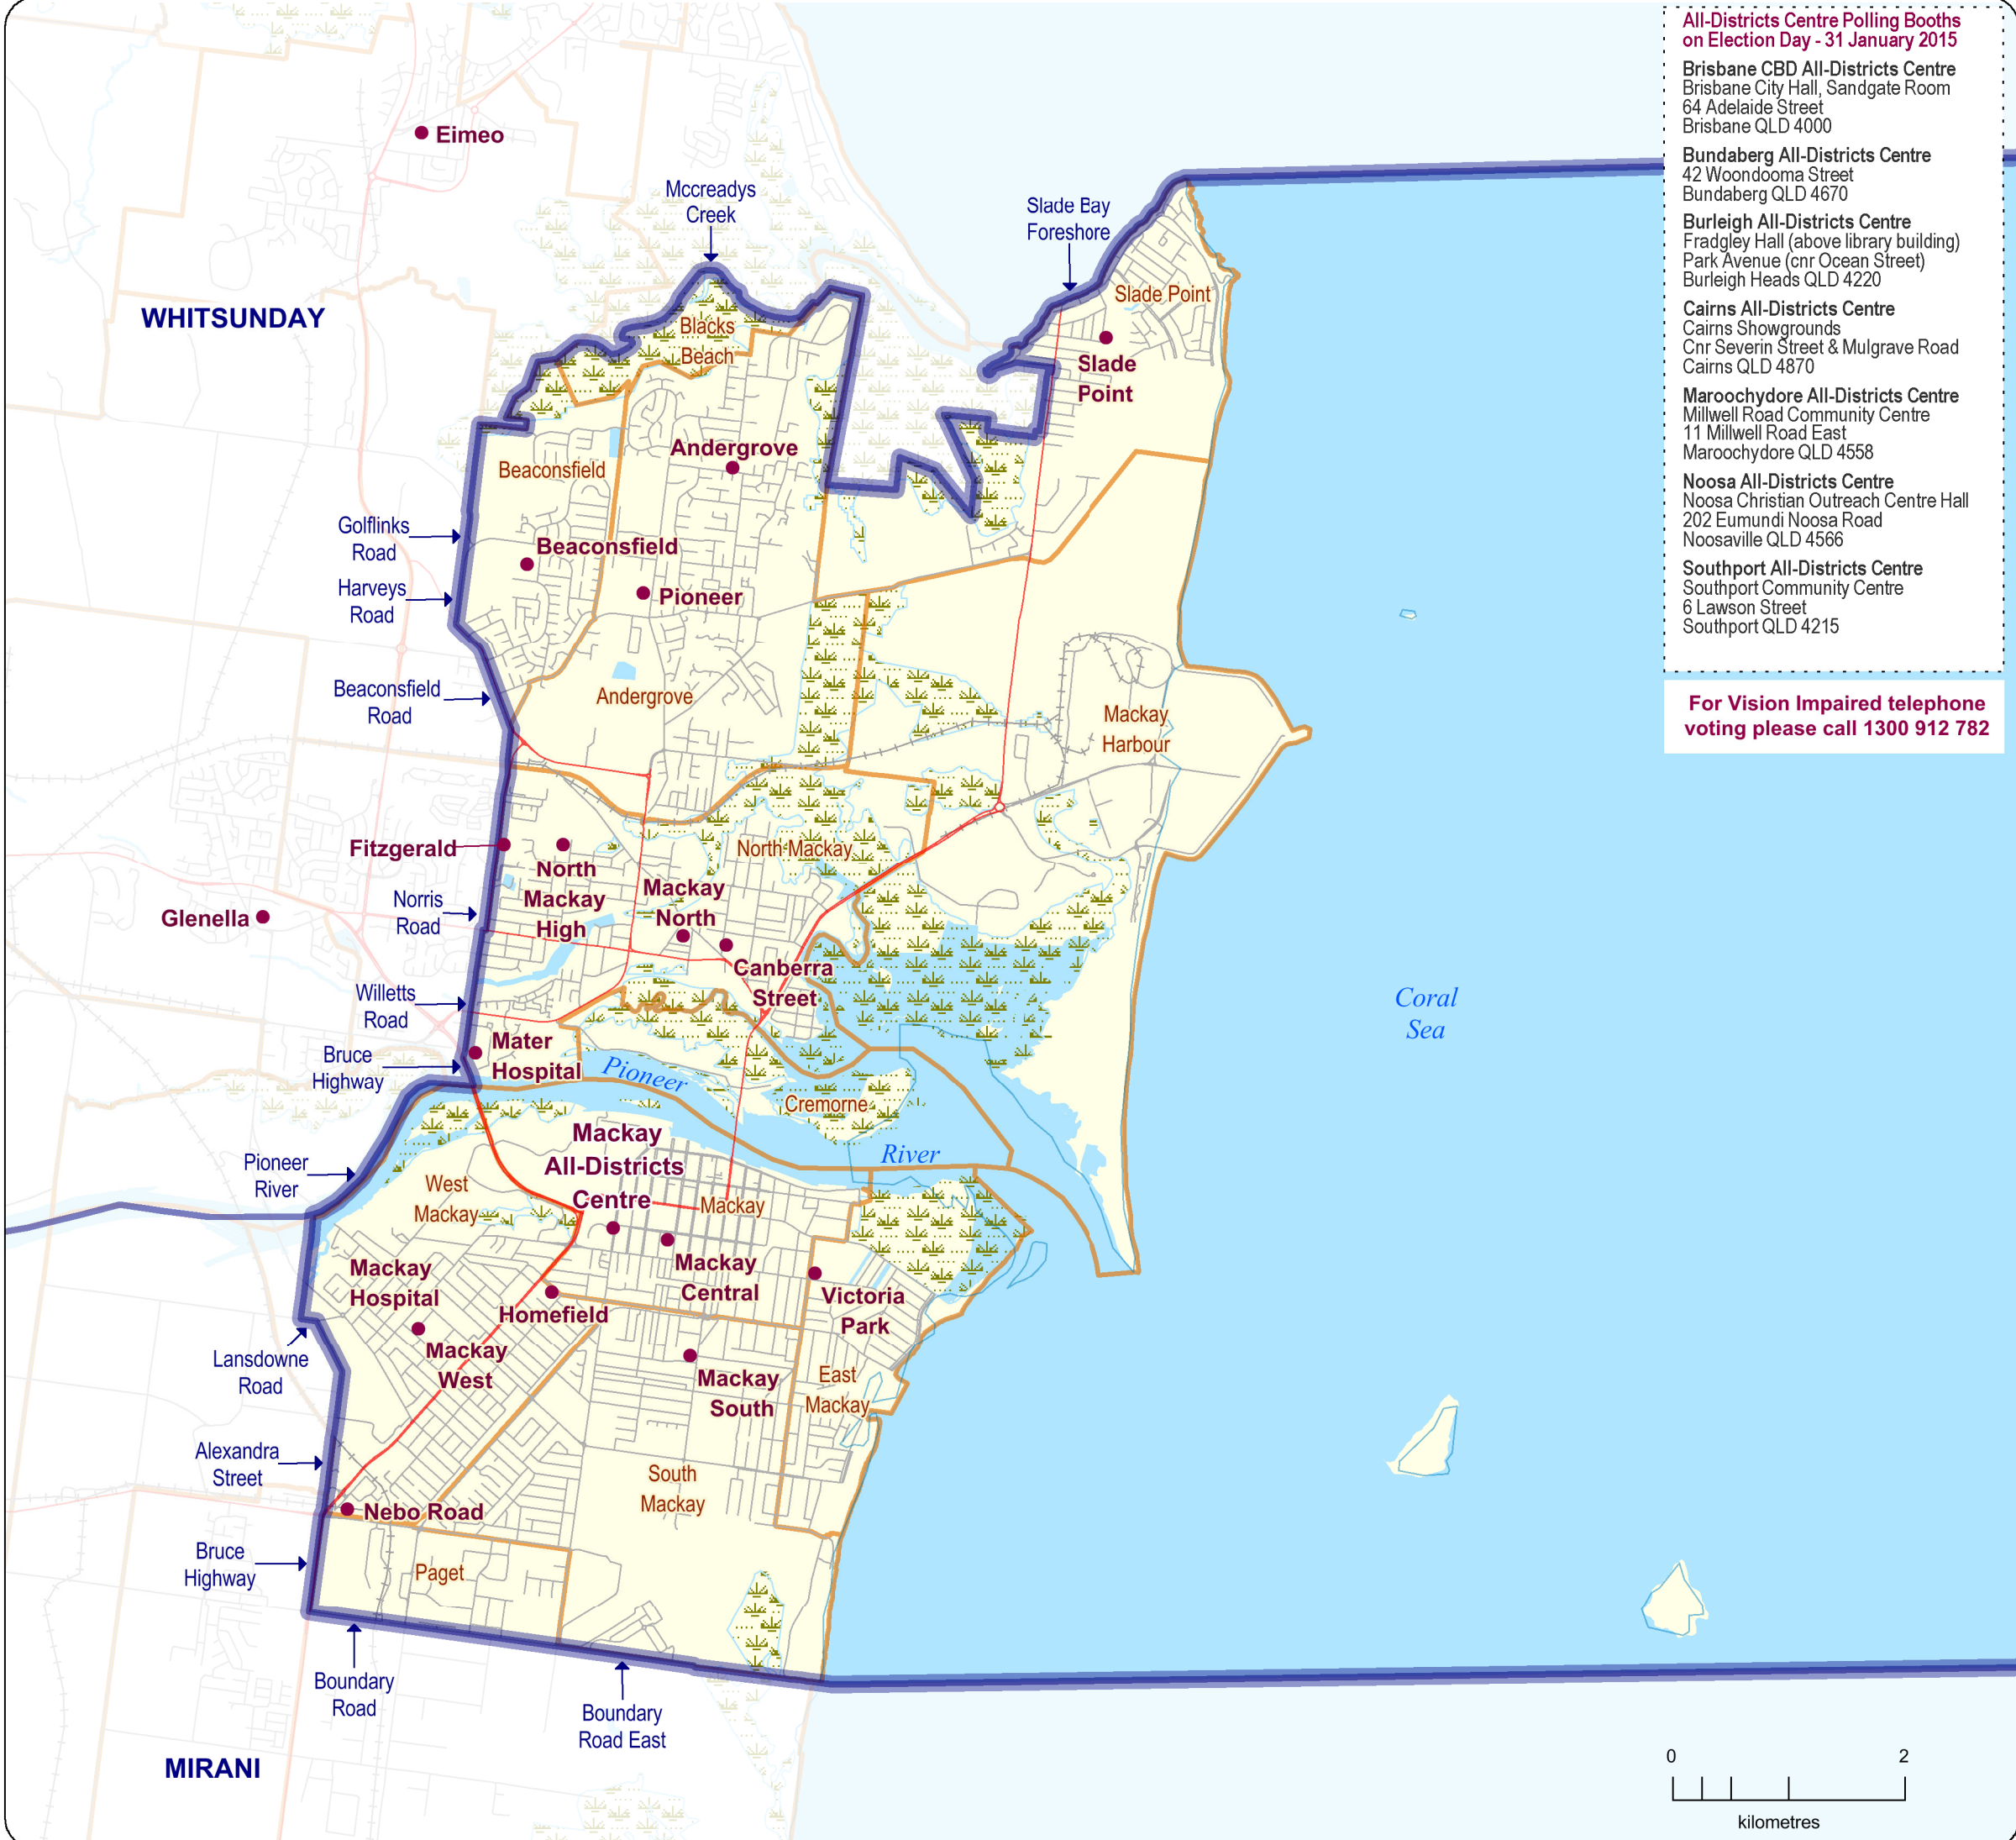 All-Districts Centre Polling Booths
on Election Day - 31 January 2015
Brisbane CBD All-Districts Centre
Brisbane City Hall, Sandgate Room
64 Adelaide Street
Brisbane QLD 4000
Bundaberg All-Districts Centre
42 Woondooma Street
Bundaberg QLD 4670
Burleigh All-Districts Centre
Fradgley Hall (above library building)
Park Avenue (cnr Ocean Street)
Burleigh Heads QLD 4220
Cairns All-Districts Centre
Cairns Showgrounds
Cnr Severin Street & Mulgrave Road
Cairns QLD 4870
Maroochydore All-Districts Centre
Millwell Road Community Centre
11 Millwell Road East
Maroochydore QLD 4558
Noosa All-Districts Centre
Noosa Christian Outreach Centre Hall
202 Eumundi Noosa Road
Noosaville QLD 4566
Southport All-Districts Centre
Southport Community Centre
6 Lawson Street
Southport QLD 4215
For Vision Impaired telephone
voting please call 1300 912 782
Eimeo
Mccreadys
Creek
Slade Bay
Foreshore
WHITSUNDAY
Slade Point
Blacks
Beach
Slade
Point
Andergrove
Beaconsfield
Golflinks
Road
Beaconsfield
Harveys
Road
Pioneer
Beaconsfield
Road
Andergrove
Mackay
Harbour
Fitzgerald
North
Mackay
High
North Mackay
Mackay
North
Norris
Road
Glenella
Canberra
Street
Willetts
Road
Coral
Sea
Mater
Hospital
Bruce
Highway
Pioneer
Cremorne
Mackay
All-Districts
Centre
River
Pioneer
River
West
Mackay
Mackay
Mackay
Hospital
Mackay
Central
Victoria
Park
Homefield
Lansdowne
Road
Mackay
West
Mackay
South
East
Mackay
Alexandra
Street
South
Mackay
Nebo Road
Bruce
Highway
Paget
Boundary
Road
Boundary
Road East
MIRANI
0 2
kilometres